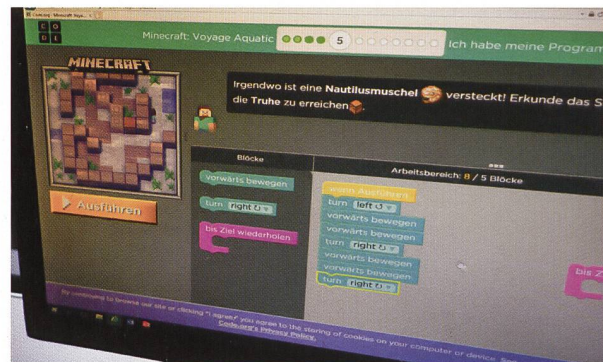 Code.org - Minecraft Voya...
C O
D E
Minecraft: Voyage Aquatic
5
Ich habe meine Program
MINECRAFT
Irgendwo ist eine Nautilusmuschel versteckt! Erkunde das S
die Truhe zu erreichen
Ausführen
Blöcke
Arbeitsbereich: 8 / 5 Blöcke
vorwärts bewegen
turn right
bis Ziel wiederholen
wenn Ausführen
turn left
vorwärts bewegen
vorwärts bewegen
turn right
vorwärts bewegen
vorwärts bewegen
turn right
bis Z
By continuing to browse our site or clicking "I agree" you agree to the storing of cookies on your computer or device. See
Code.org's Privacy Policy.